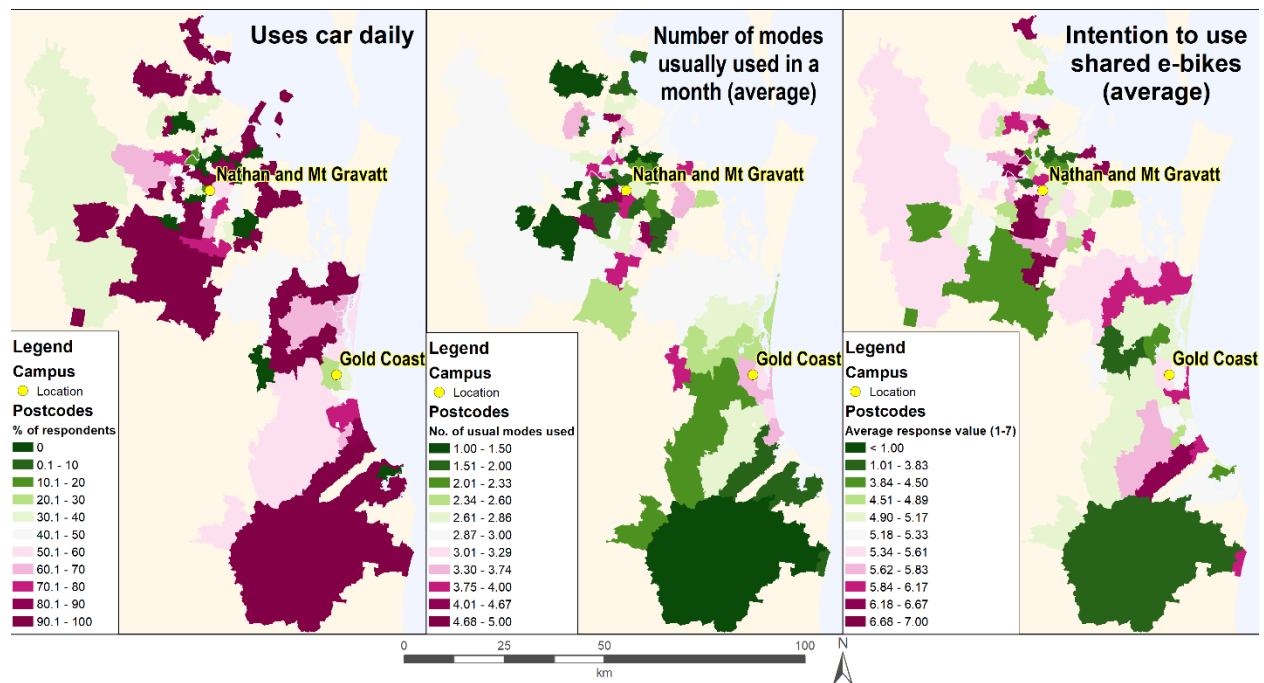 Uses car daily
Nathan and Mt Gravatt
Gold Coast
Legend
Campus
Location
Postcodes
% of respondents
0
0.1 - 10
10.1 - 20
20.1 - 30
30.1 - 40
40.1 - 50
50.1 - 60
60.1 - 70
70.1 - 80
80.1 - 90
90.1 - 100
Number of modes
usually used in a
month (average)
Nathan and Mt Gravatt
Gold Coast
Legend
Campus
Location
Postcodes
No. of usual modes used
1.00 - 1.50
1.51 - 2.00
2.01 - 2.33
2.34 - 2.60
2.61 - 2.86
2.87 - 3.00
3.01 - 3.29
3.30 - 3.74
3.75 - 4.00
4.01 - 4.67
4.68 - 5.00
Intention to use
shared e-bikes
(average)
Nathan and Mt Gravatt
Gold Coast
Legend
Campus
Location
Postcodes
Average response value (1-7)
< 1.00
1.01 - 3.83
3.84 - 4.50
4.51 - 4.89
4.90 - 5.17
5.18 - 5.33
5.34 - 5.61
5.62 - 5.83
5.84 - 6.17
6.18 - 6.67
6.68 - 7.00
0 25 50 100
km
N